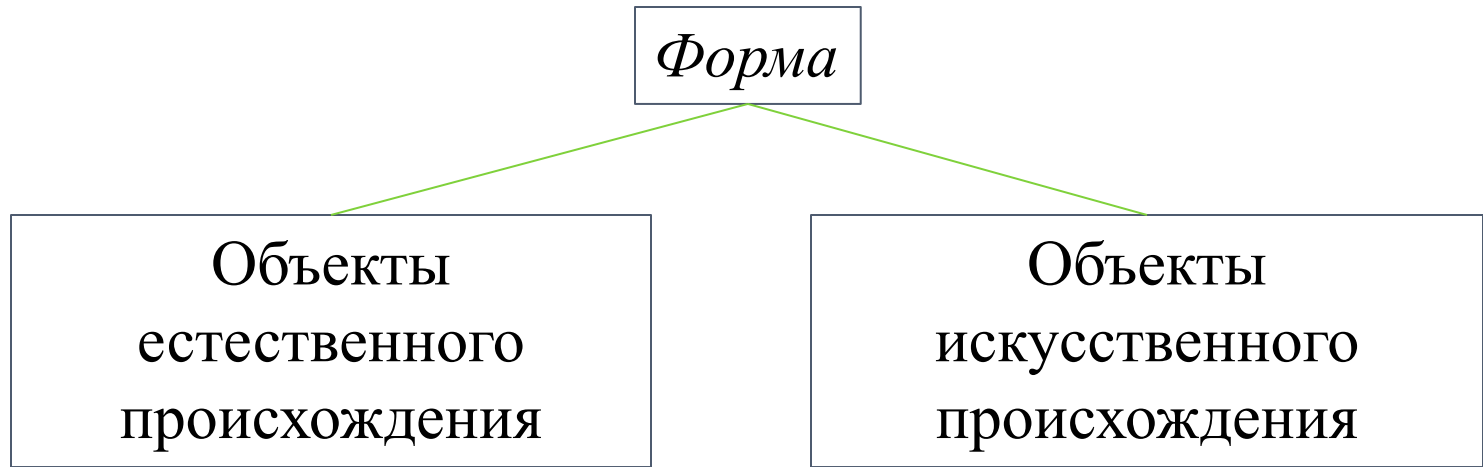 Форма
Объекты
естественного
происхождения
Объекты
искусственного
происхождения